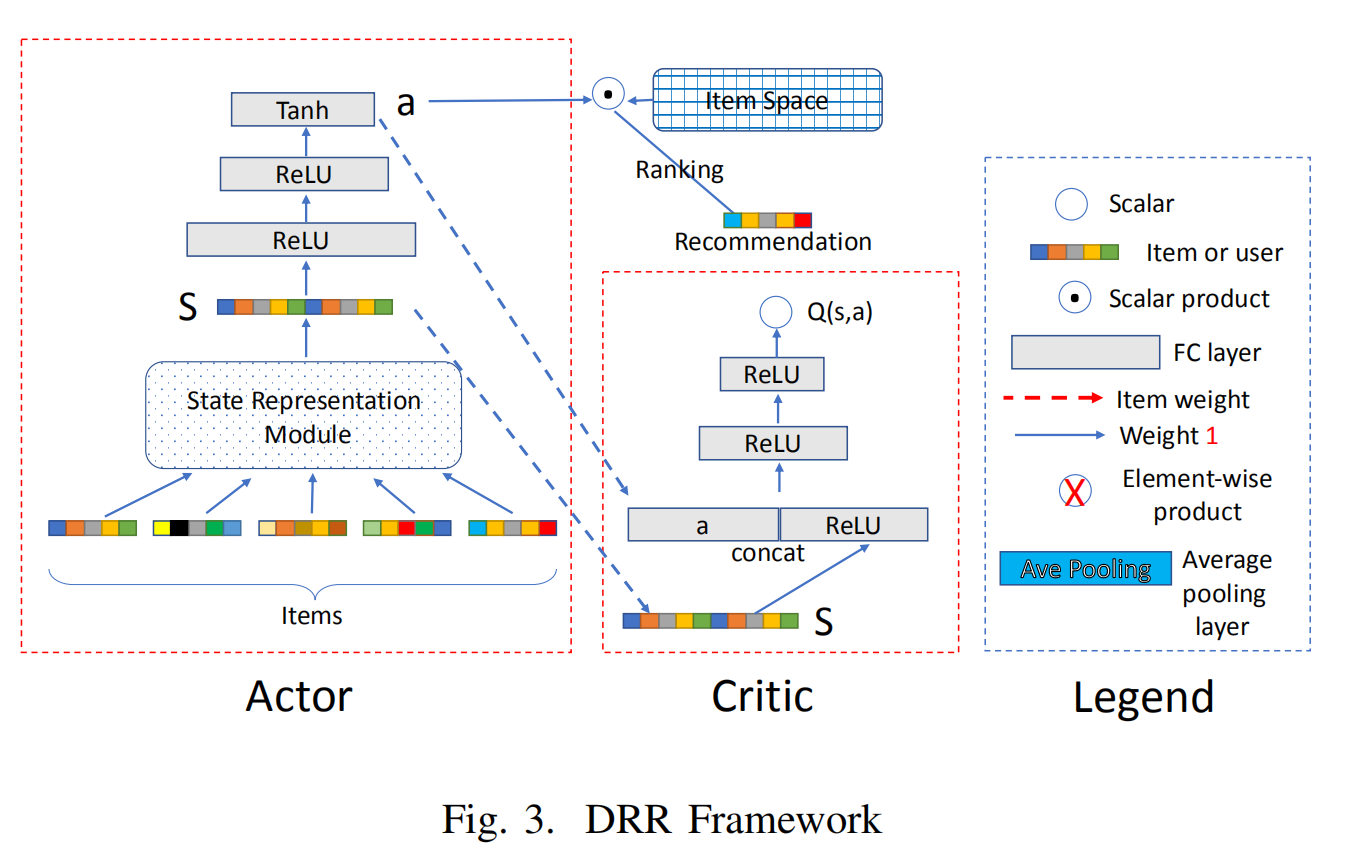 Tanh
a
ReLU
ReLU
S
State Representation
Module
Items
Actor
Item Space
Ranking
Recommendation
Q(s,a)
ReLU
ReLU
a
ReLU
concat
S
Critic
Scalar
Item or user
Scalar product
FC layer
Item weight
Weight 1
X
Element-wise
product
Ave Pooling
Average
pooling
layer
Legend
Fig. 3. DRR Framework